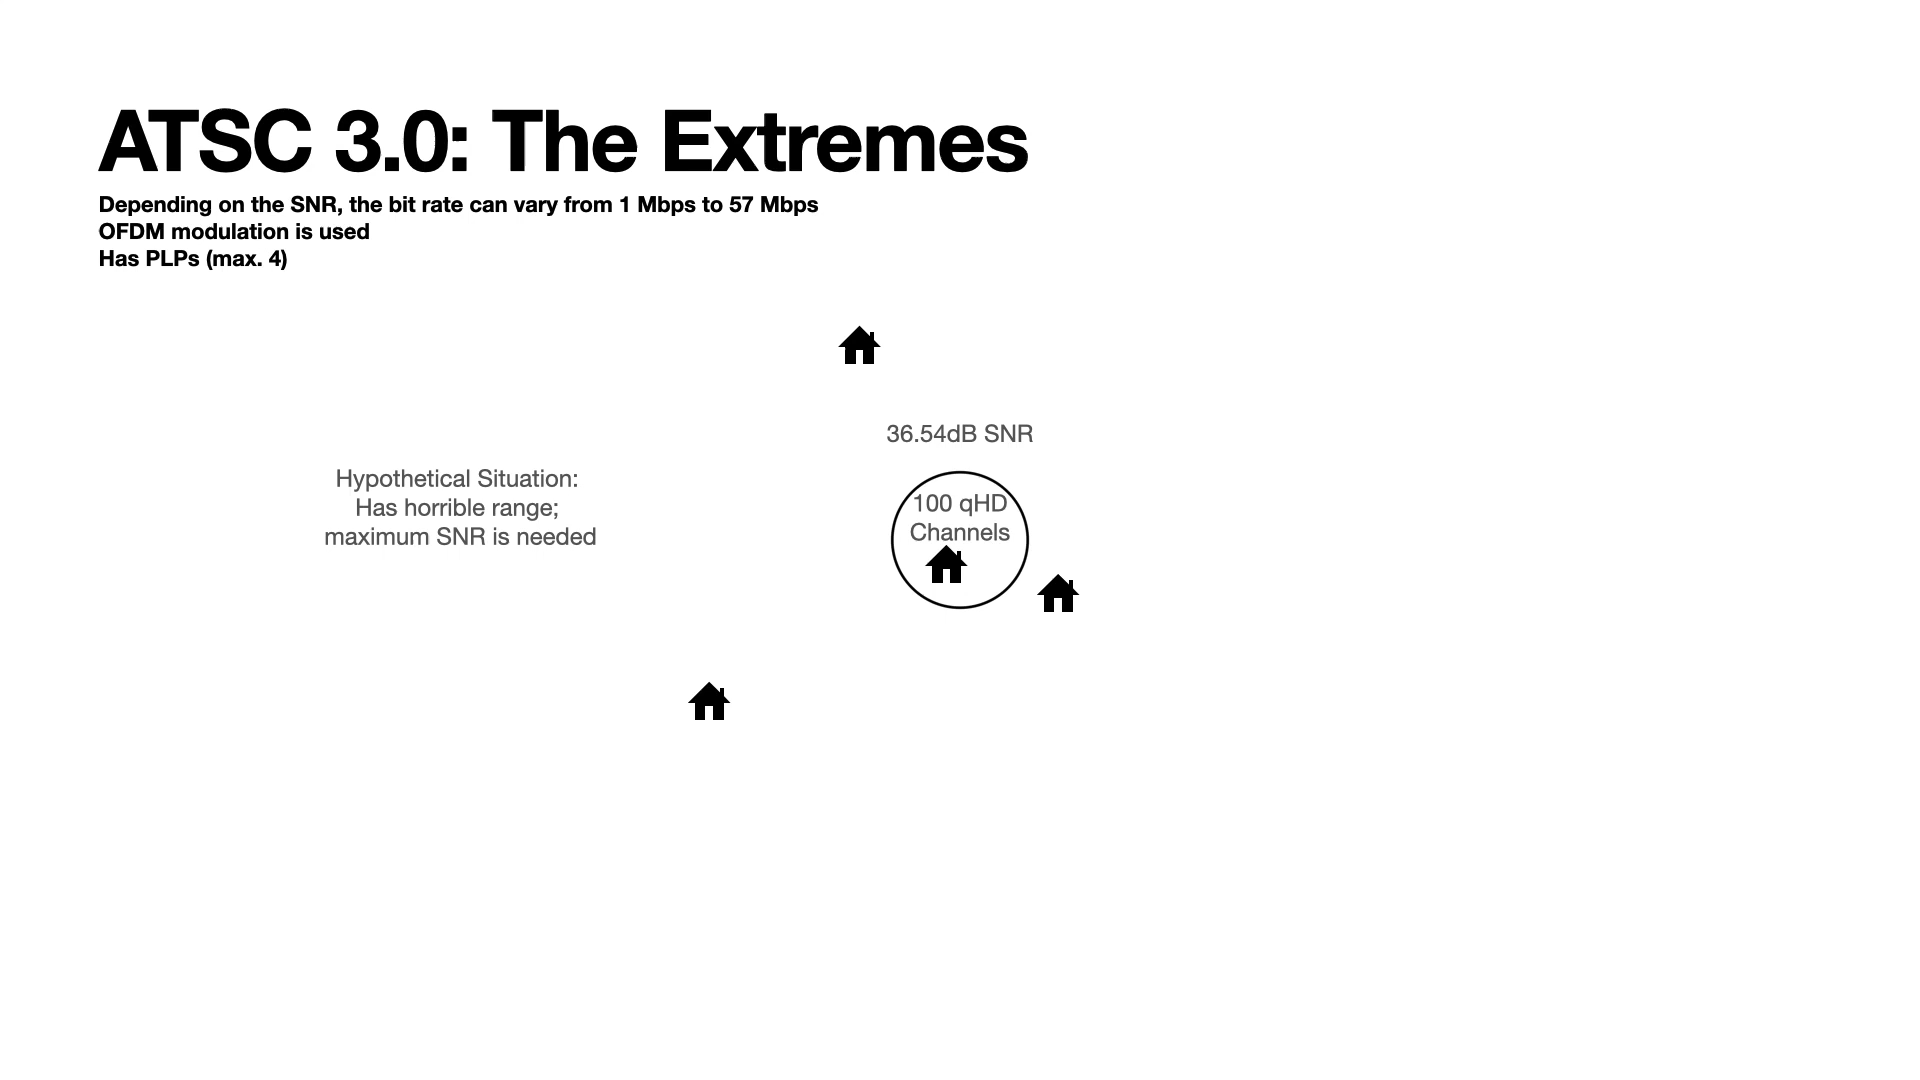 ATSC 3.0: The Extremes
Depending on the SNR, the bit rate can vary from 1 Mbps to 57 Mbps
OFDM modulation is used
Has PLPs (max. 4)
36.54dB SNR
Hypothetical Situation:
Has horrible range;
maximum SNR is needed
100 qHD
Channels